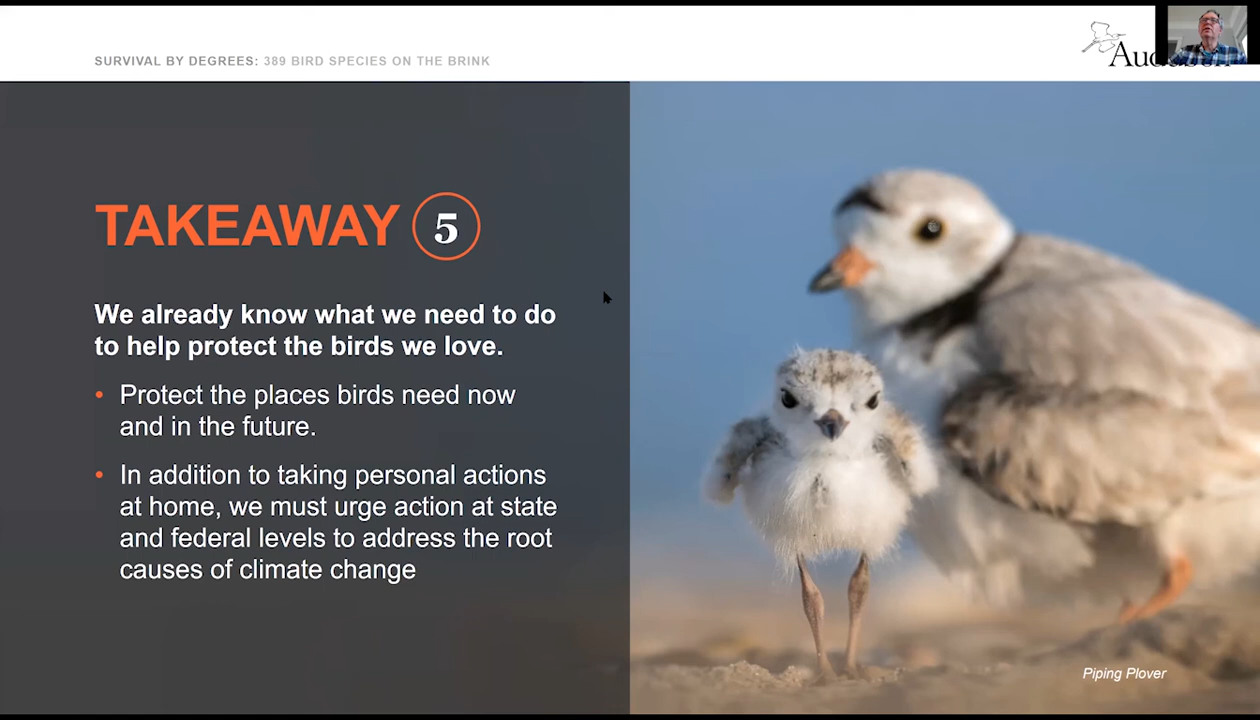 SURVIVAL BY DEGREES: 389 BIRD SPECIES ON THE BRINK
TAKEAWAY 5
We already know what we need to do
to help protect the birds we love.
• Protect the places birds need now
and in the future.
• In addition to taking personal actions
at home, we must urge action at state
and federal levels to address the root
causes of climate change
Piping Plover